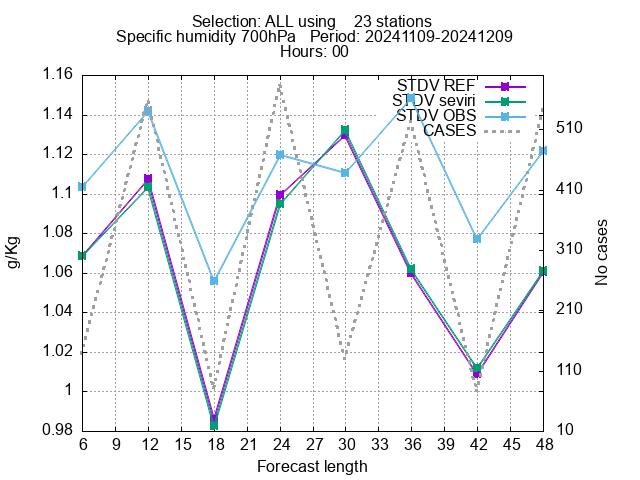 Selection: ALL using    23 stations
Specific humidity 700hPa   Period: 20241109-20241209
Hours: 00
1.16
1.14
1.12
1.1
1.08
1.06
1.04
1.02
1
0.98
g/Kg
STDV REF
STDV seviri
STDV OBS
CASES
510
410
310
210
110
10
No cases
6 9 12 15 18 21 24 27 30 33 36 39 42 45 48
Forecast length